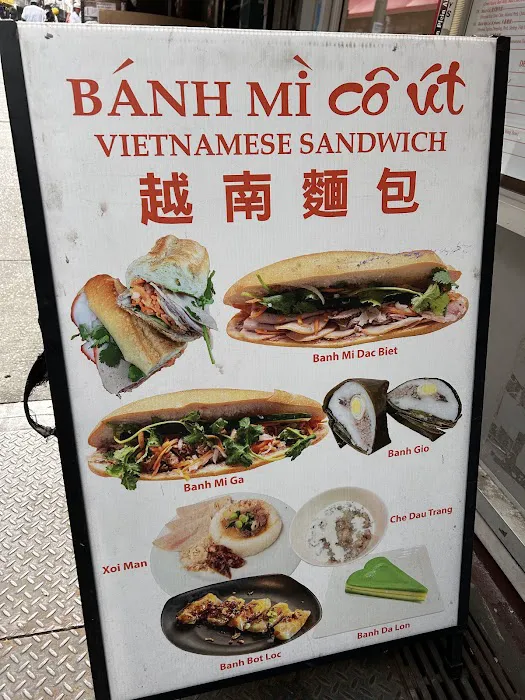 BÁNH MÌ cô út
VIETNAMESE SANDWICH
越南麵包
Banh Mi Dac Biet
Banh Gio
Banh Mi Ga
Che Dau Trang
Xoi Man
Banh Da Lon
Banh Bot Loc